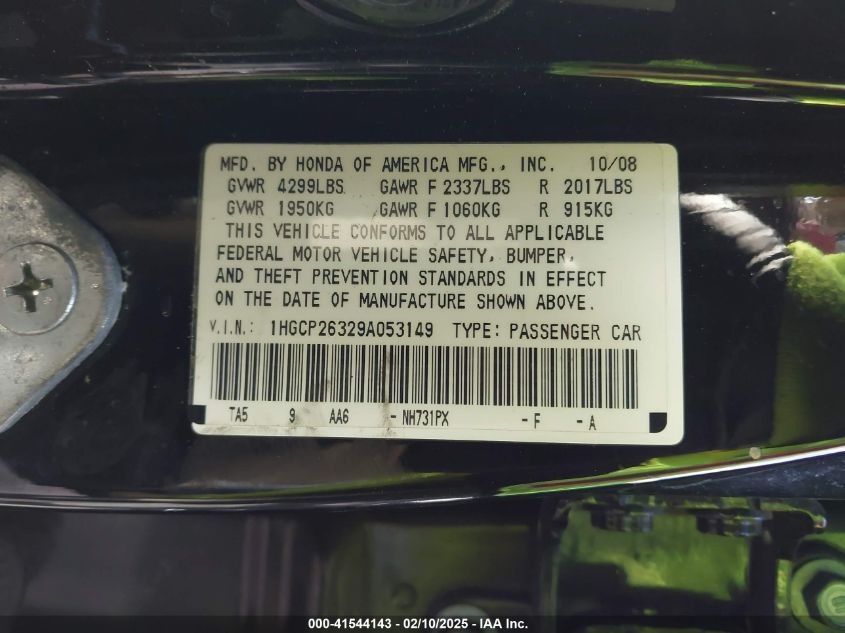 MFD. BY HONDA OF AMERICA MFG., INC. 10/08
GVWR 4299LBS GAWR F 2337LBS R 2017LBS
GVWR 1950KG GAWR F 1060KG R 915KG
THIS VEHICLE CONFORMS TO ALL APPLICABLE
FEDERAL MOTOR VEHICLE SAFETY, BUMPER,
AND THEFT PREVENTION STANDARDS IN EFFECT
ON THE DATE OF MANUFACTURE SHOWN ABOVE.
V.I.N.: 1HGCP26329A053149 TYPE: PASSENGER CAR
TA5 9 AA6 - NH731PX - F - A
000-41544143 - 02/10/2025 - IAA Inc.